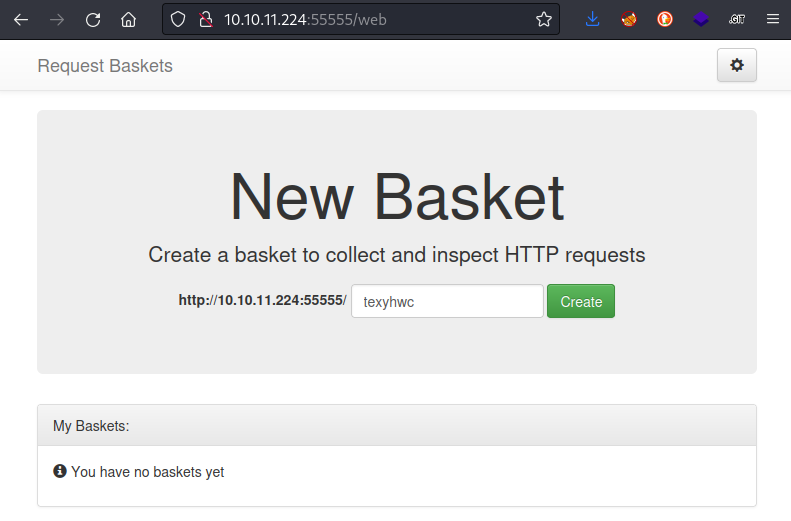 10.10.11.224:55555/web
Request Baskets
New Basket
Create a basket to collect and inspect HTTP requests
http://10.10.11.224:55555/ texyhwc Create
My Baskets:
You have no baskets yet